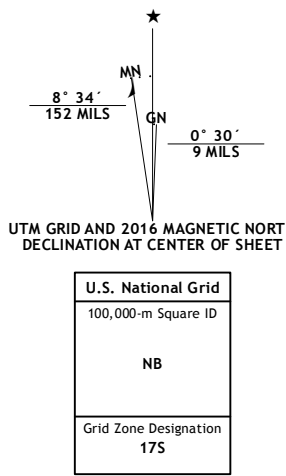 ★
MN
8° 34´
152 MILS
GN
0° 30´
9 MILS
UTM GRID AND 2016 MAGNETIC NORT
DECLINATION AT CENTER OF SHEET
U.S. National Grid
100,000-m Square ID
NB
Grid Zone Designation
17S